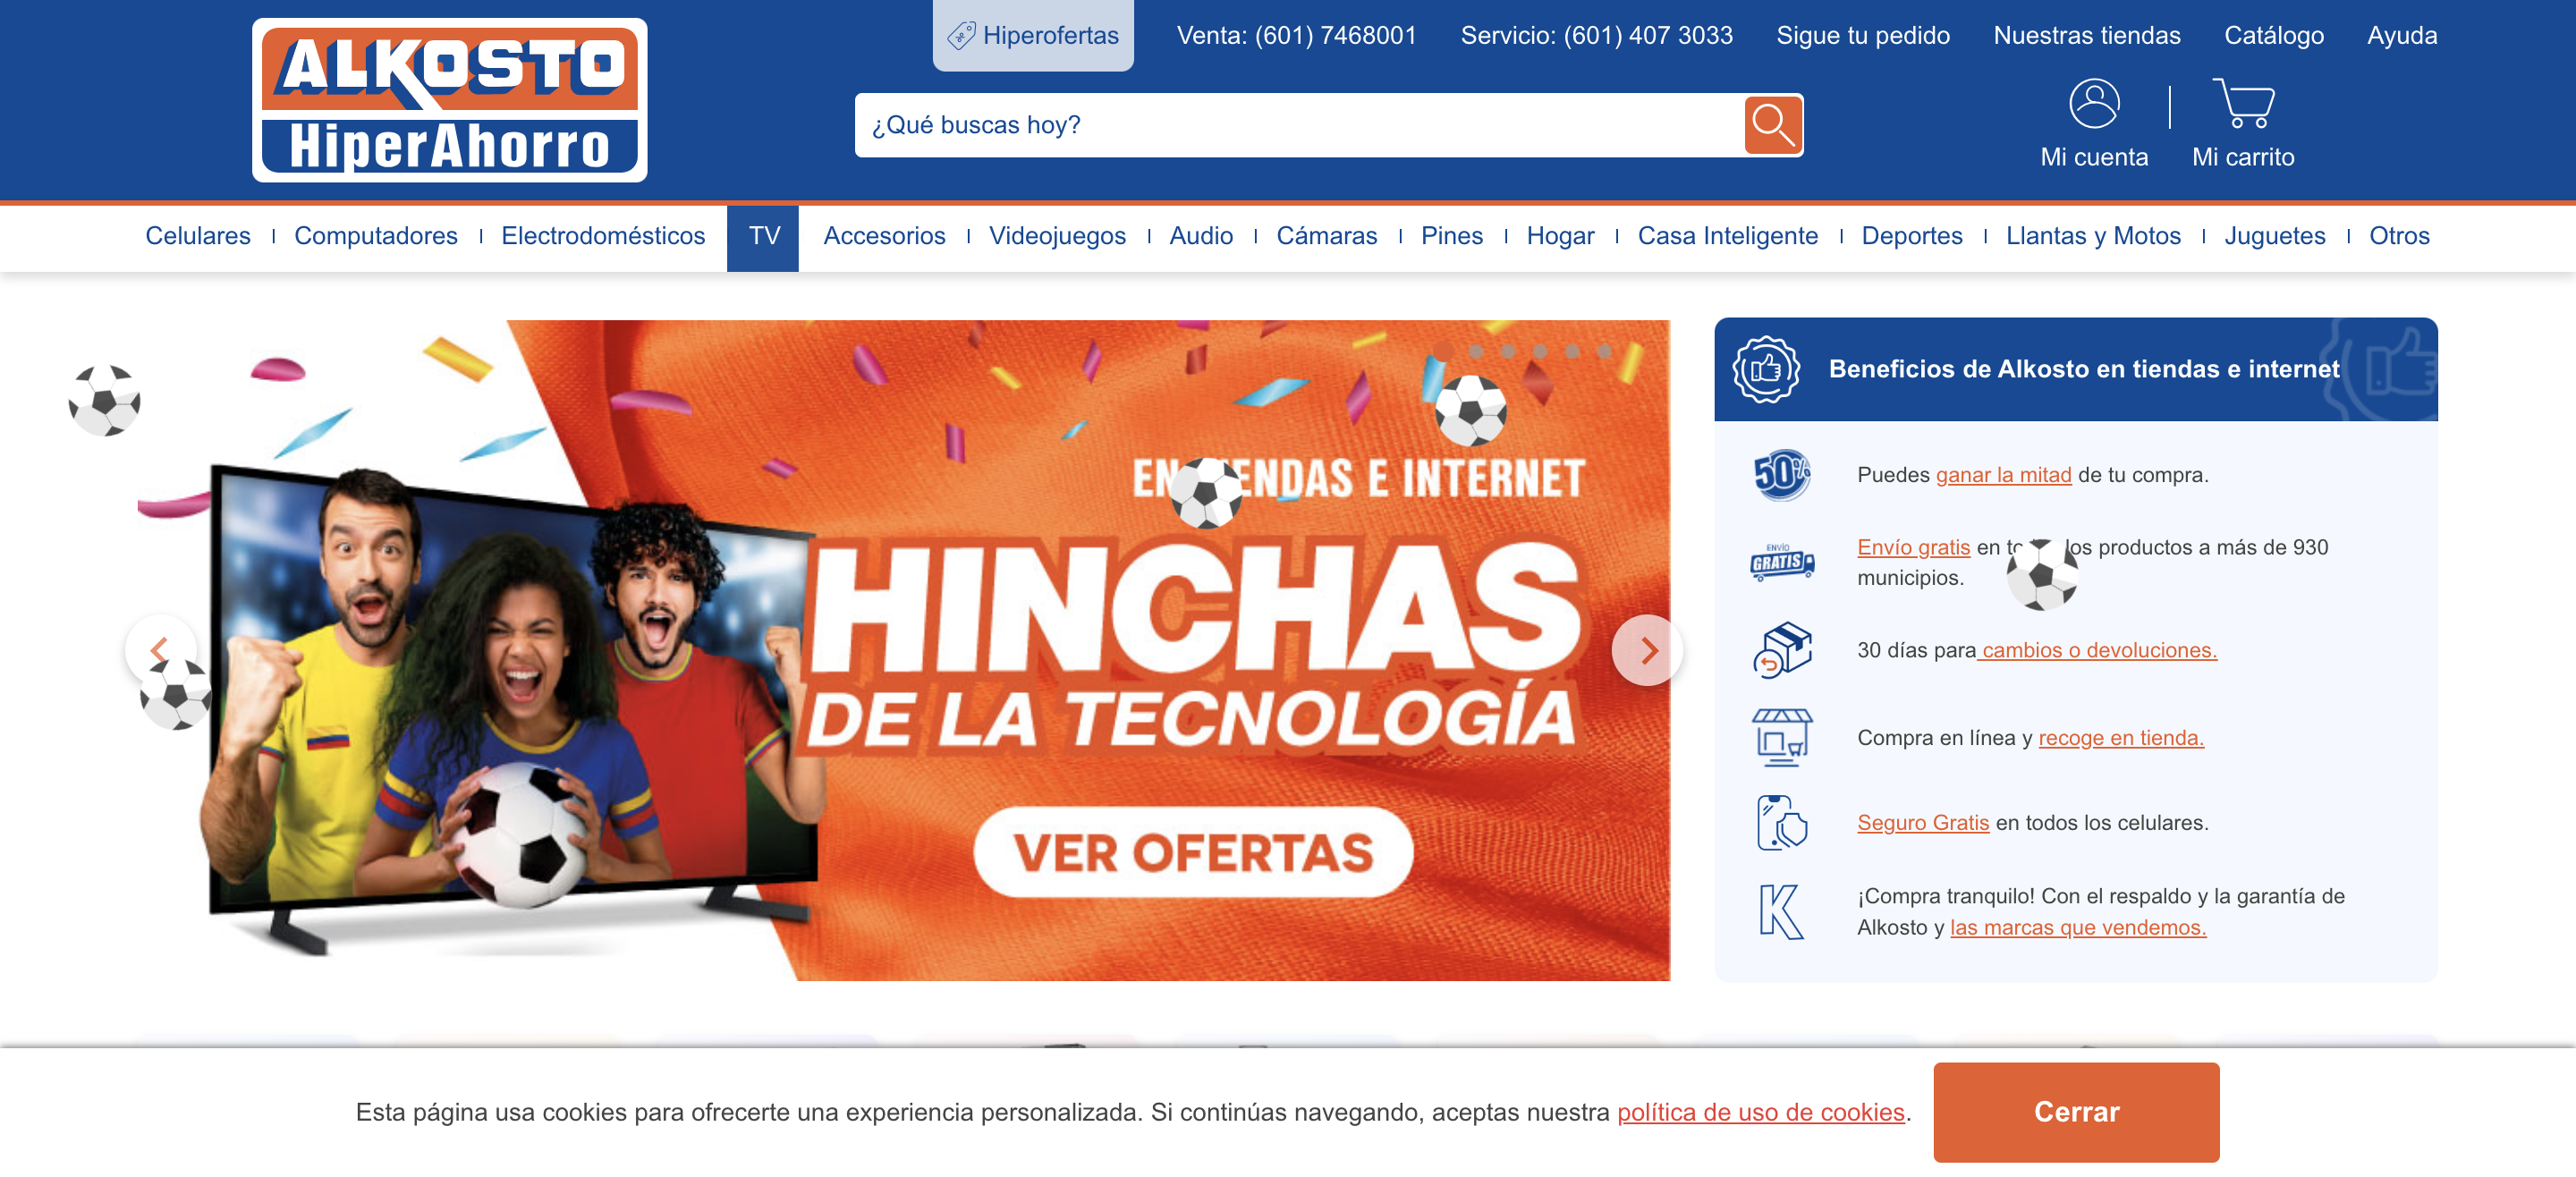 ALKOSTO
HiperAhorro
Hiperofertas
Venta: (601) 7468001
Servicio: (601) 407 3033
Sigue tu pedido
Nuestras tiendas
Catálogo
Ayuda
¿Qué buscas hoy?
Mi cuenta
Mi carrito
Celulares
Computadores
Electrodomésticos
TV
Accesorios
Videojuegos
Audio
Cámaras
Pines
Hogar
Casa Inteligente
Deportes
Llantas y Motos
Juguetes
Otros
E INTERNET
HINCHAS
DE LA TECNOLOGÍA
VER OFERTAS
Beneficios de Alkosto en tiendas e internet
50%
Puedes ganar la mitad de tu compra.
ENVÍO
GRATIS
Envío gratis en los productos a más de 930
municipios.
30 días para cambios o devoluciones.
Compra en línea y recoge en tienda.
Seguro Gratis en todos los celulares.
K
¡Compra tranquilo! Con el respaldo y la garantía de
Alkosto y las marcas que vendemos.
Esta página usa cookies para ofrecerte una experiencia personalizada. Si continúas navegando, aceptas nuestra política de uso de cookies.
Cerrar